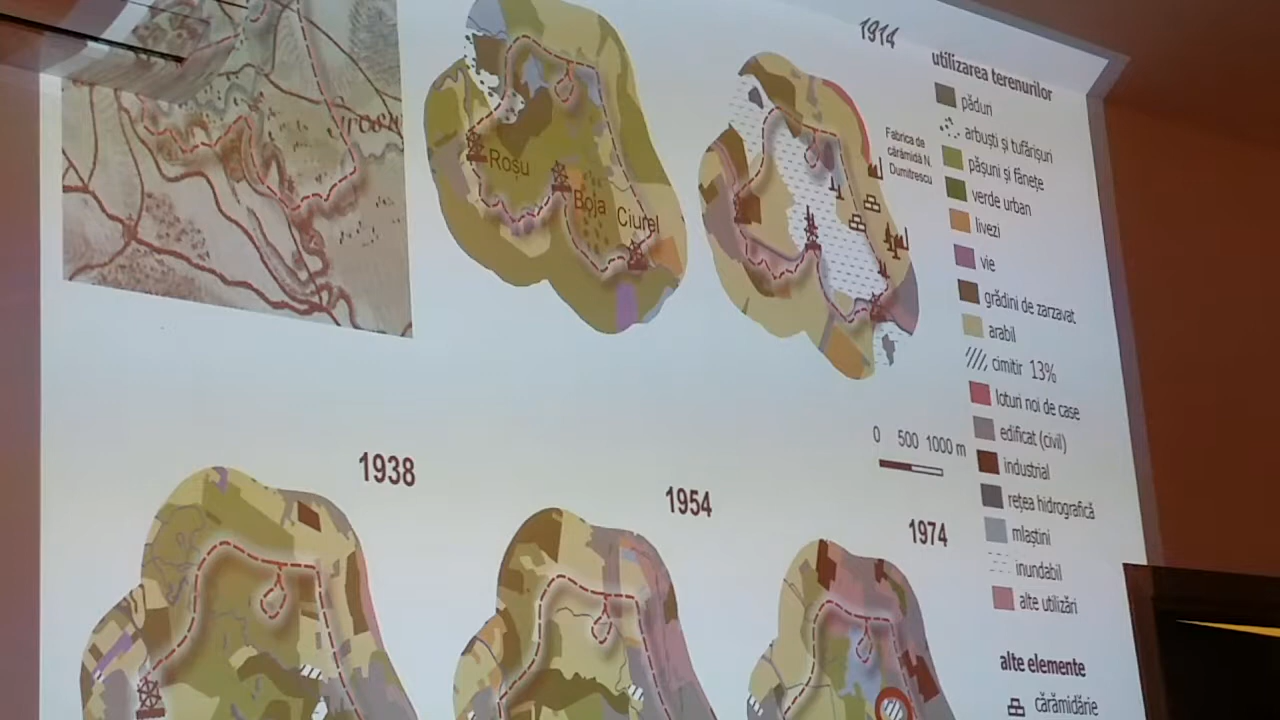 1914
Roșu
Boja
Ciurel
Fabrica de
cărămidă N.
Dumitrescu
utilizarea terenurilor
păduri
arbuști și tufărișuri
pășuni și fânețe
verde urban
livezi
vie
grădini de zarzavat
arabil
cimitir 13%
loturi noi de case
edificat (civil)
industrial
rețea hidrografică
mlaștini
inundabil
alte utilizări
0 500 1000 m
1938
1954
1974
alte elemente
cărămidărie